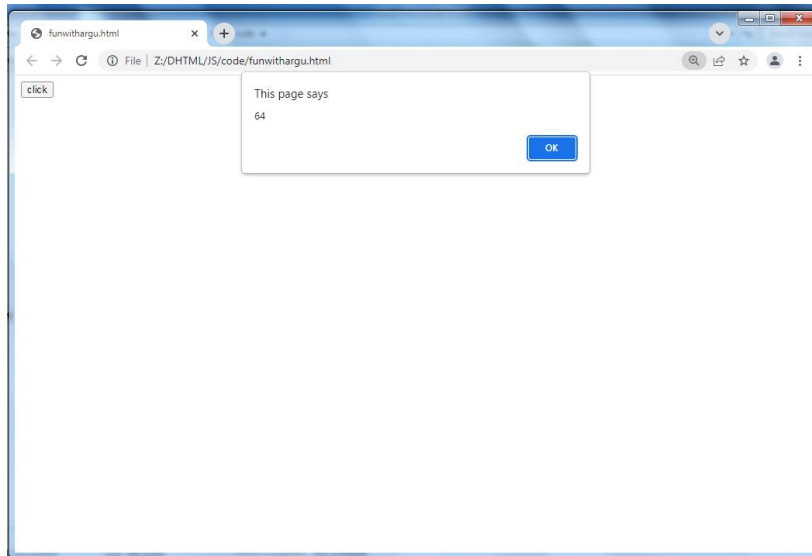 funwithargu.html
File | Z:/DHTML/JS/code/funwithargu.html
click
This page says
64
OK